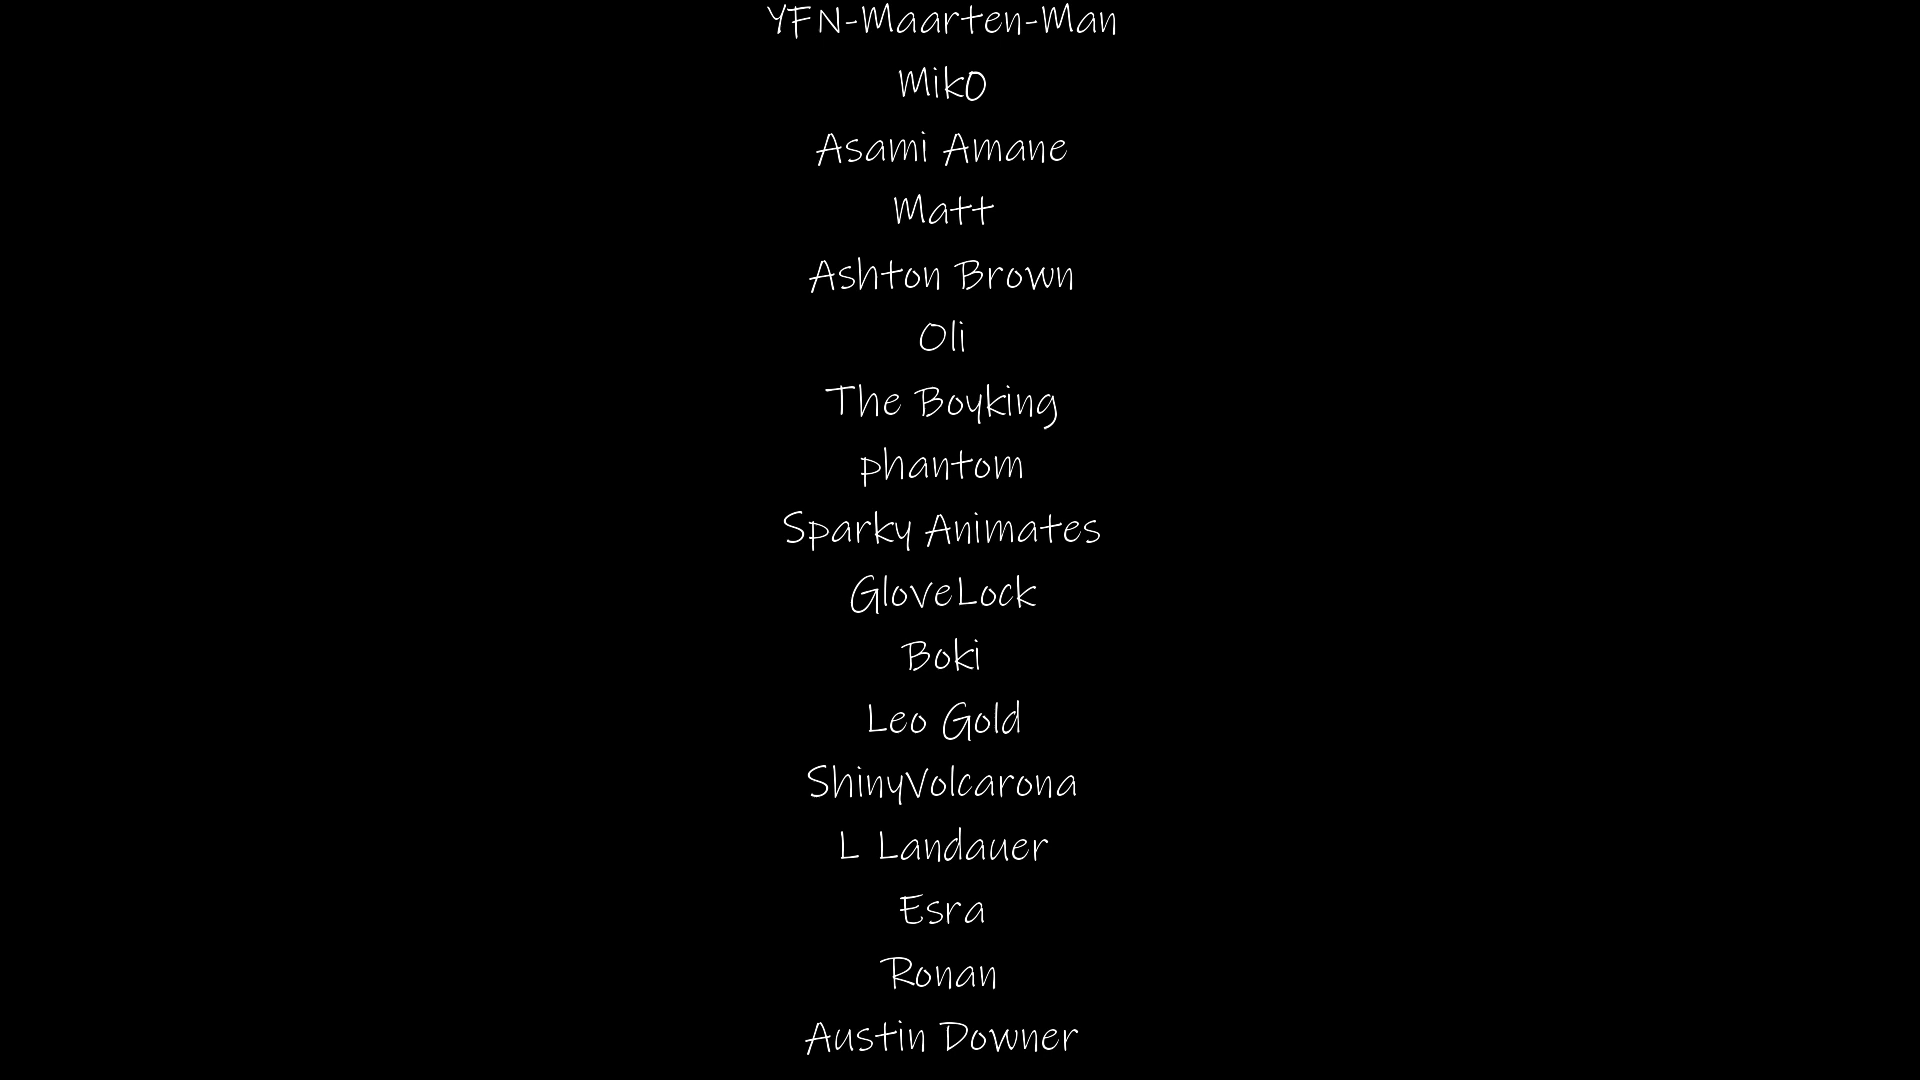 YFN-Maarten-Man
Mik0
Asami Amane
Matt
Ashton Brown
Oli
The Boyking
phantom
Sparky Animates
GloveLock
Boki
Leo Gold
ShinyVolcarona
L Landauer
Esra
Ronan
Austin Downer